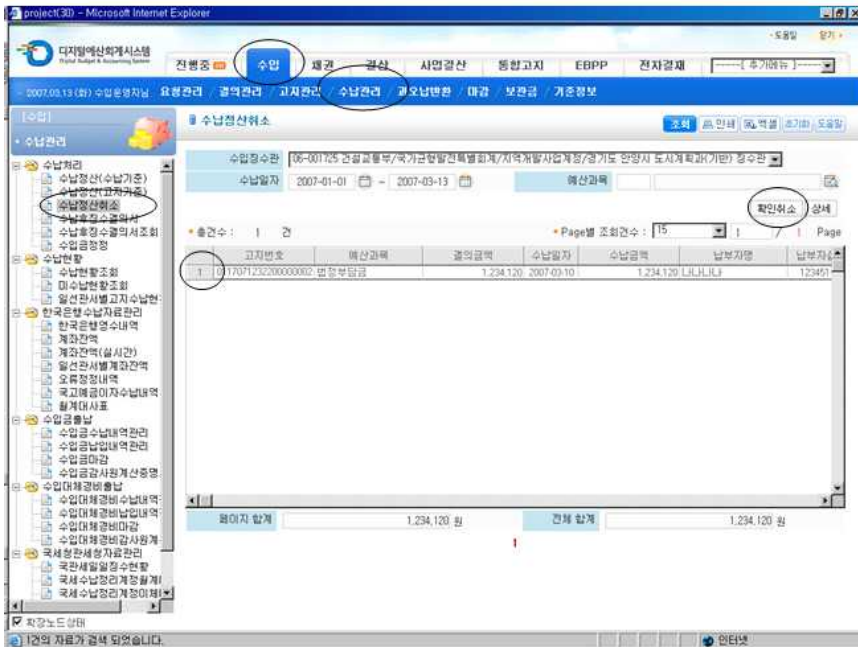 project(30) - Microsoft Internet Explorer
도움말 닫기
디지털예산회계시스템
Digital Budget & Accounting System
진행중 수입 채권 결산 사업결산 통합고지 EBPP 전자결재 -----[ 추가메뉴 ]-----
2007.03.13 (화) 수입운영자님 요청관리 / 결의관리 / 고지관리 / 수납관리 / 과오납반환 / 마감 / 보관금 / 기준정보
[수입]
수납관리
수납정산취소
조회 인쇄 엑셀 초기화 도움말
수입징수관 06-001725 건설교통부/국가균형발전특별회계/지역개발사업계정/경기도 안양시 도시계획과(기반) 징수관
수납일자 2007-01-01 ~ 2007-03-13 예산과목
확인취소 상세
총건수 : 1 건 Page별 조회건수 : 15 1 / 1 Page
고지번호 예산과목 결의금액 수납일자 수납금액 납부자명
1 법정부담금 1,234,120 2007-03-10 1,234,120 나나나나 123451
페이지 합계 1,234,120 원 전체 합계 1,234,120 원
1
수납처리
수납정산(수납기준)
수납정산(고지기준)
수납정산취소
수납후징수결의서
수납후징수결의서조회
수입금정정
수납현황
수납현황조회
미수납현황조회
일선관서별고지수납현
한국은행수납자료관리
한국은행영수내역
계좌잔액
계좌잔액(실시간)
일선관서별계좌잔액
오류정정내역
국고예금이자수납내역
월계대사표
수입금출납
수입금수납내역관리
수입금납입내역관리
수입금마감
수입금감사원계산증명
수입대체경비출납
수입대체경비수납내역
수입대체경비납입내역
수입대체경비마감
수입대체경비감사원계
국세청관세청자료관리
국관세일일징수현황
국세수납정리계정월계
국세수납정리계정이체
확장노드상태
1건의 자료가 검색 되었습니다.
인터넷